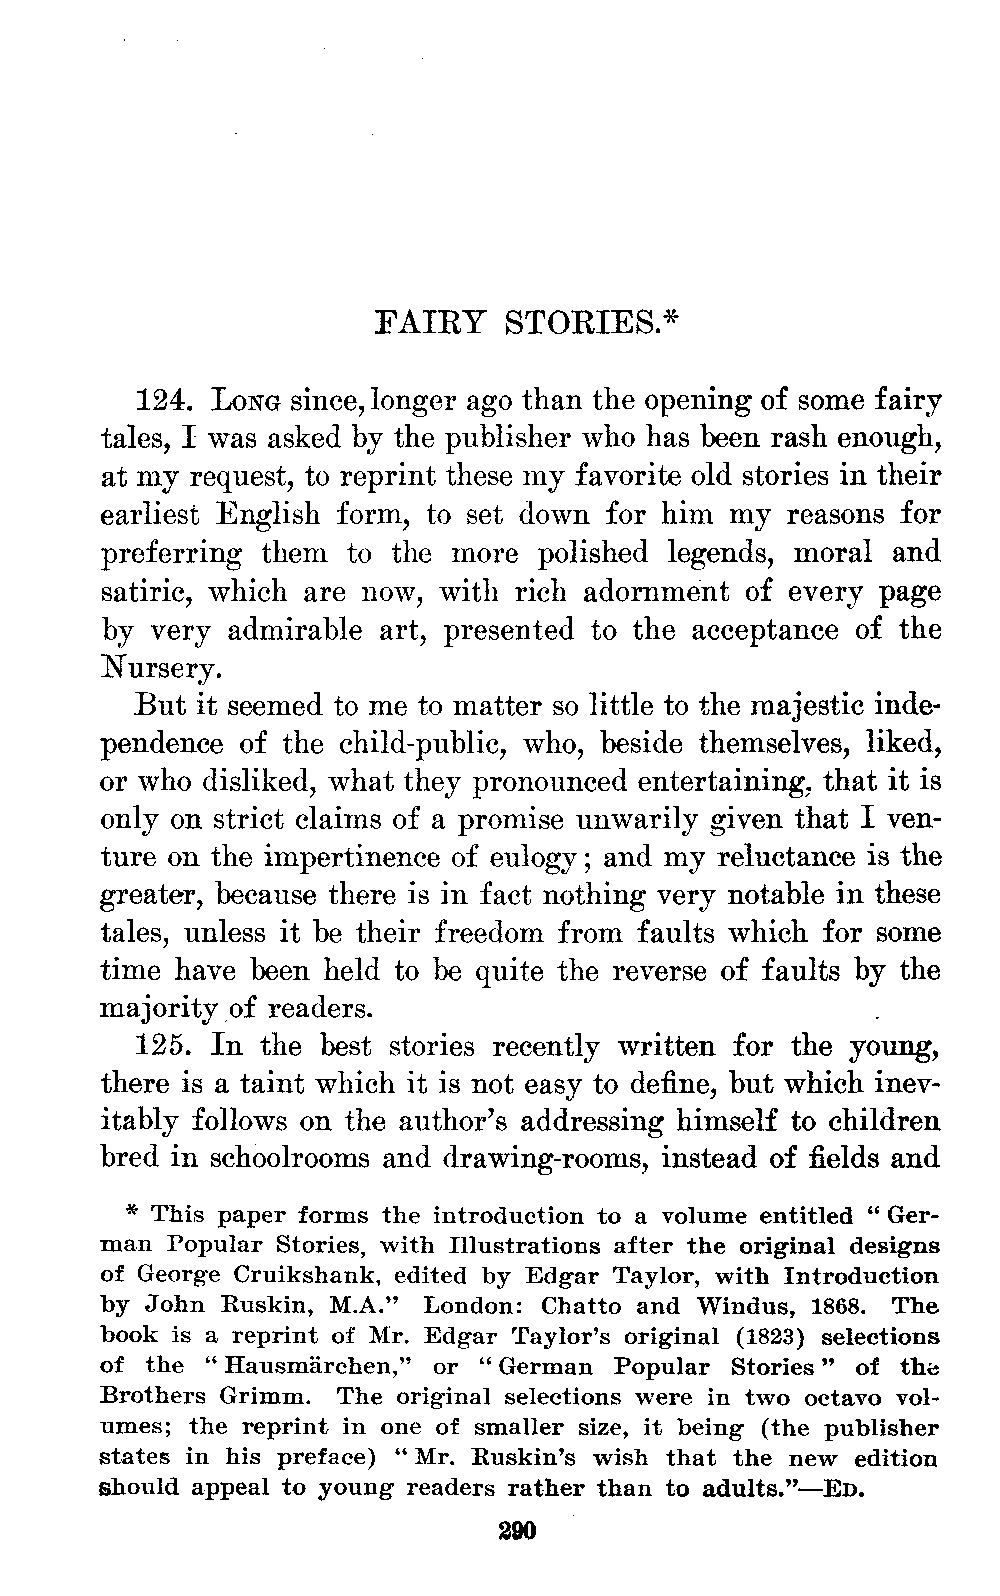 FAIRY STORIES.*
124. LONG since, longer ago than the opening of some fairy
tales, I was asked by the publisher who has been rash enough,
at my request, to reprint these my favorite old stories in their
earliest English form, to set down for him my reasons for
preferring them to the more polished legends, moral and
satiric, which are now, with rich adornment of every page
by very admirable art, presented to the acceptance of the
Nursery.
But it seemed to me to matter so little to the majestic inde-
pendence of the child-public, who, beside themselves, liked,
or who disliked, what they pronounced entertaining, that it is
only on strict claims of a promise unwarily given that I ven-
ture on the impertinence of eulogy; and my reluctance is the
greater, because there is in fact nothing very notable in these
tales, unless it be their freedom from faults which for some
time have been held to be quite the reverse of faults by the
majority of readers.
125. In the best stories recently written for the young,
there is a taint which it is not easy to define, but which inev-
itably follows on the author's addressing himself to children
bred in schoolrooms and drawing-rooms, instead of fields and
* This paper forms the introduction to a volume entitled "Ger-
man Popular Stories, with Illustrations after the original designs
of George Cruikshank, edited by Edgar Taylor, with Introduction
by John Ruskin, M.A." London: Chatto and Windus, 1868. The
book is a reprint of Mr. Edgar Taylor's original (1823) selections
of the "Hausmärchen," or "German Popular Stories" of the
Brothers Grimm. The original selections were in two octavo vol-
umes; the reprint in one of smaller size, it being (the publisher
states in his preface) "Mr. Ruskin's wish that the new edition
should appeal to young readers rather than to adults."—ED.
290